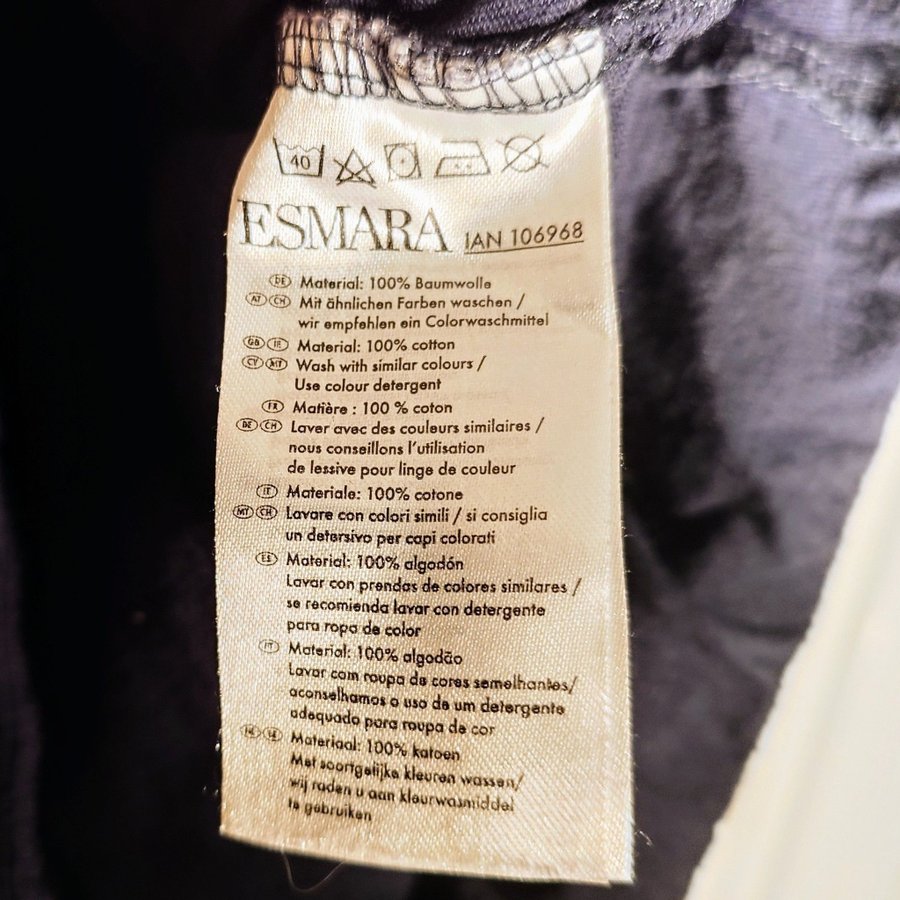 40
ESMARA IAN 106968
DE Material: 100% Baumwolle
AT CH Mit ähnlichen Farben waschen /
wir empfehlen ein Colorwaschmittel
GB IE Material: 100% cotton
CY MT Wash with similar colours /
Use colour detergent
FR Matière : 100 % coton
BE CH Laver avec des couleurs similaires /
nous conseillons l'utilisation
de lessive pour linge de couleur
IT Materiale: 100% cotone
MT CH Lavare con colori simili / si consiglia
un detersivo per capi colorati
ES Material: 100% algodón
Lavar con prendas de colores similares /
se recomienda lavar con detergente
para ropa de color
PT Material: 100% algodão
Lavar com roupa de cores semelhantes/
aconselhamos o uso de um detergente
adequado para roupa de cor
Materiaal: 100% katoen
Met soortgelijke kleuren wassen/
wij raden u aan kleurwasmiddel
te gebruiken